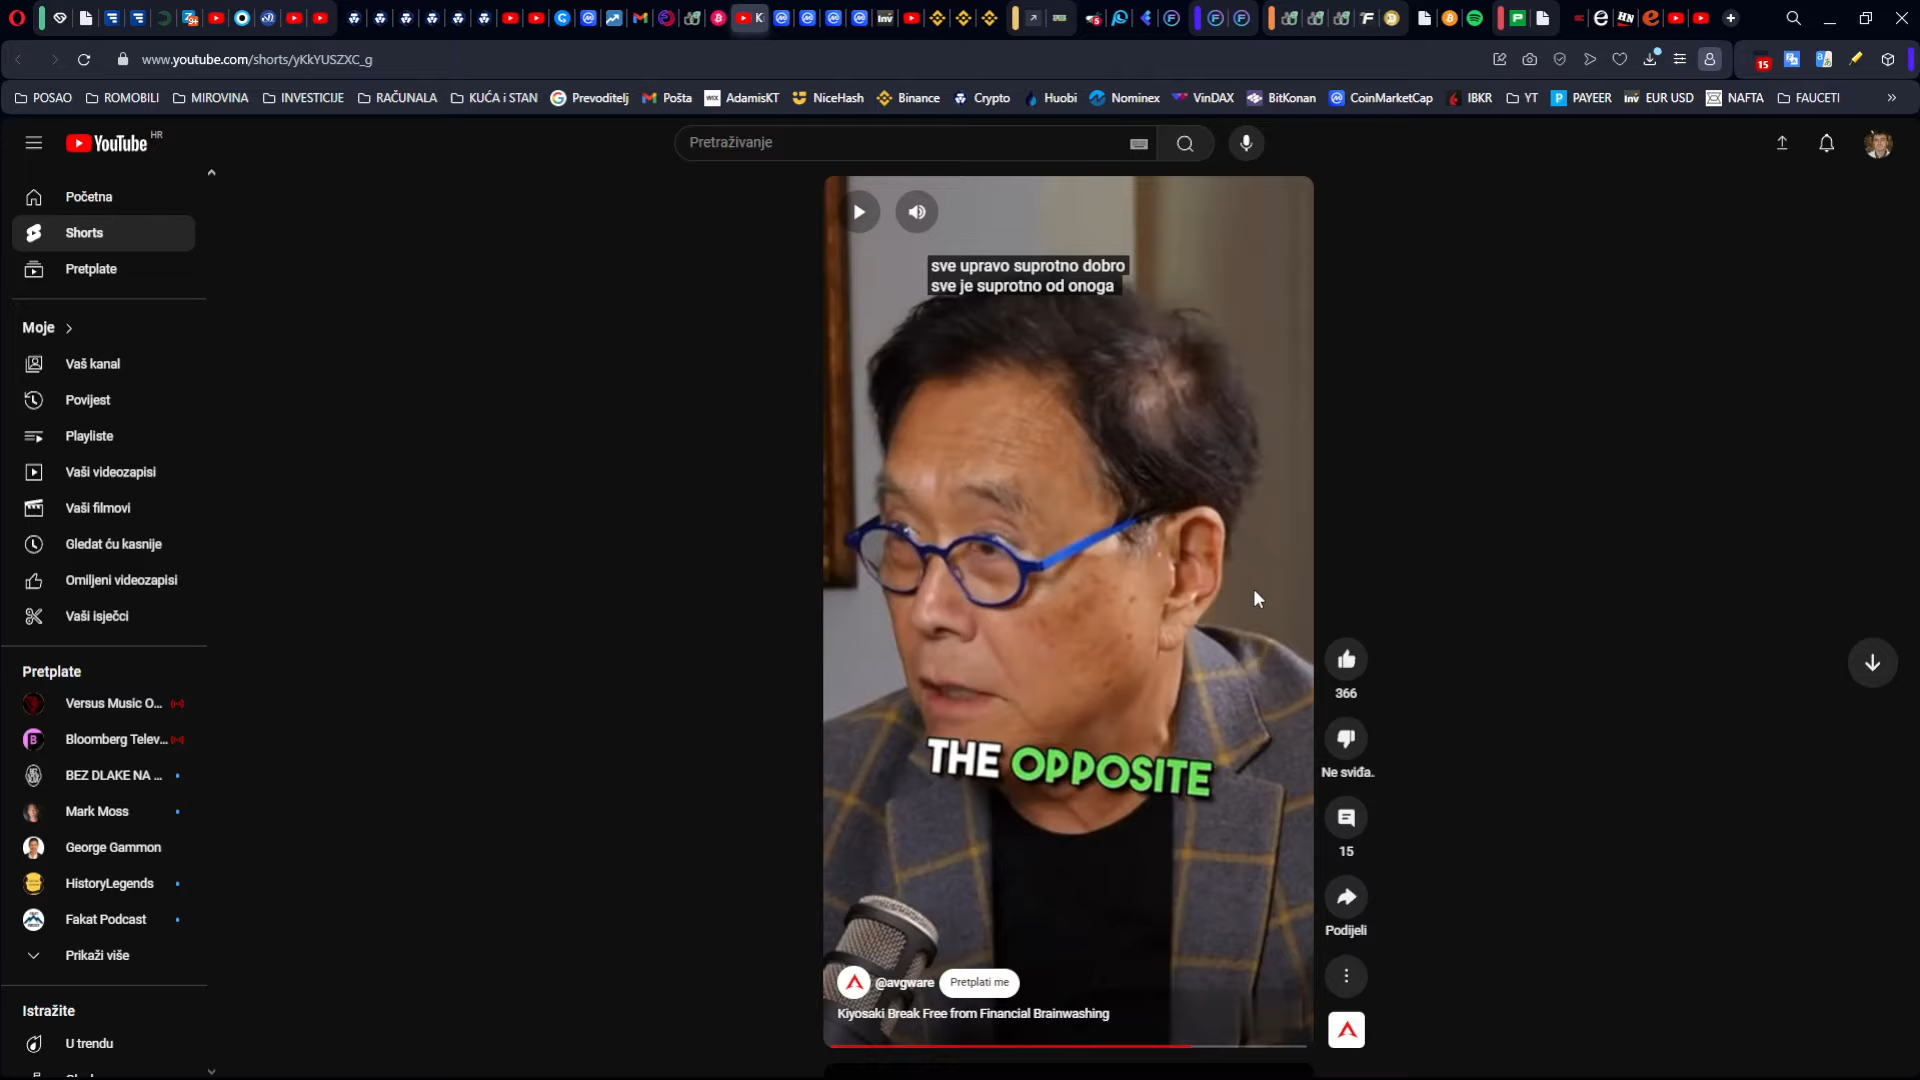 www.youtube.com/shorts/yKkYUSZXC_g
15
POSAO
ROMOBILI
MIROVINA
INVESTICIJE
RAČUNALA
KUĆA i STAN
Prevoditelj
Pošta
AdamisKT
NiceHash
Binance
Crypto
Huobi
Nominex
VinDAX
BitKonan
CoinMarketCap
IBKR
YT
PAYEER
EUR USD
NAFTA
FAUCETI
YouTube
HR
Pretraživanje
Početna
Shorts
Pretplate
Moje
Vaš kanal
Povijest
Playliste
Vaši videozapisi
Vaši filmovi
Gledat ću kasnije
Omiljeni videozapisi
Vaši isječci
Pretplate
Versus Music O...
Bloomberg Telev...
BEZ DLAKE NA ...
Mark Moss
George Gammon
HistoryLegends
Fakat Podcast
Prikaži više
Istražite
U trendu
sve upravo suprotno dobro
sve je suprotno od onoga
THE OPPOSITE
@avgware
Pretplati me
Kiyosaki Break Free from Financial Brainwashing
366
Ne sviđa.
15
Podijeli